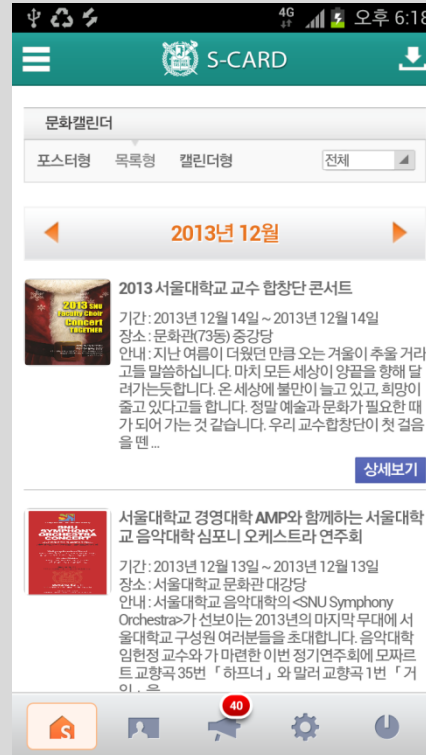 4G 오후 6:18
S-CARD
문화캘린더
포스터형 목록형 캘린더형 전체
2013년 12월
2013 SNU
Faculty Choir
Concert
TOGETHER
2013 서울대학교 교수 합창단 콘서트
기간 : 2013년 12월 14일 ~ 2013년 12월 14일
장소 : 문화관(73동) 중강당
안내 : 지난 여름이 더웠던 만큼 오는 겨울이 추울 거라
고들 말씀하십니다. 마치 모든 세상이 양끝을 향해 달
려가는듯합니다. 온 세상에 불만이 늘고 있고, 희망이
줄고 있다고들 합니다. 정말 예술과 문화가 필요한 때
가 되어 가는 것 같습니다. 우리 교수합창단이 첫 걸음
을 뗀 ...
상세보기
SNU
SYMPHONY
ORCHESTRA
CONCERT
서울대학교 경영대학 AMP와 함께하는 서울대학
교 음악대학 심포니 오케스트라 연주회
기간 : 2013년 12월 13일 ~ 2013년 12월 13일
장소 : 서울대학교 문화관 대강당
안내 : 서울대학교 음악대학의 <SNU Symphony
Orchestra>가 선보이는 2013년의 마지막 무대에 서
울대학교 구성원 여러분들을 초대합니다. 음악대학
임헌정 교수와 가 마련한 이번 정기연주회에 모짜르
트 교향곡 35번 「하프너」와 말러 교향곡 1번 「거
40
S